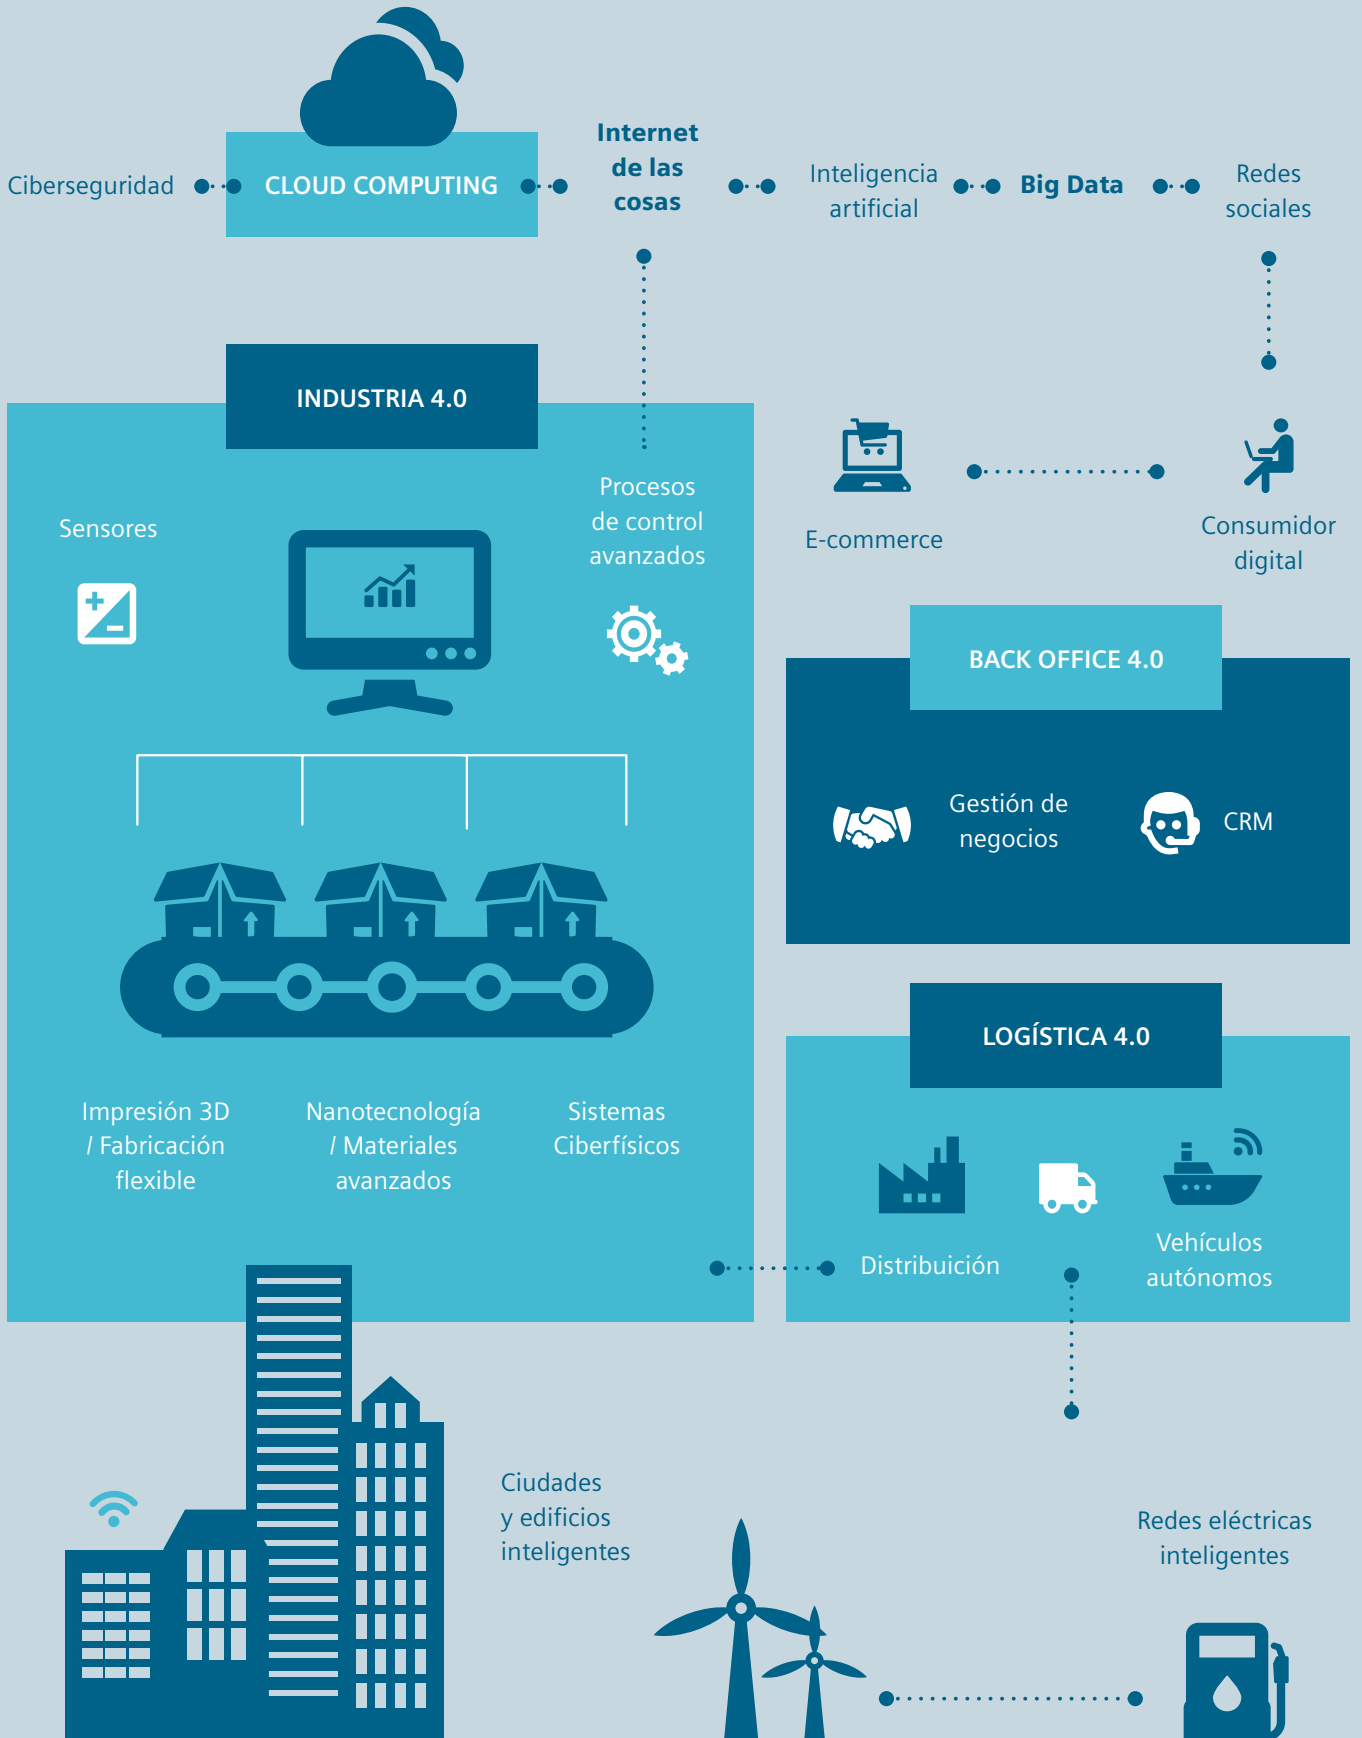 Ciberseguridad
CLOUD COMPUTING
Internet
de las
cosas
Inteligencia
artificial
Big Data
Redes
sociales
INDUSTRIA 4.0
Sensores
Procesos
de control
avanzados
Impresión 3D
/ Fabricación
flexible
Nanotecnología
/ Materiales
avanzados
Sistemas
Ciberfísicos
E-commerce
Consumidor
digital
BACK OFFICE 4.0
Gestión de
negocios
CRM
LOGÍSTICA 4.0
Distribuición
Vehículos
autónomos
Ciudades
y edificios
inteligentes
Redes eléctricas
inteligentes